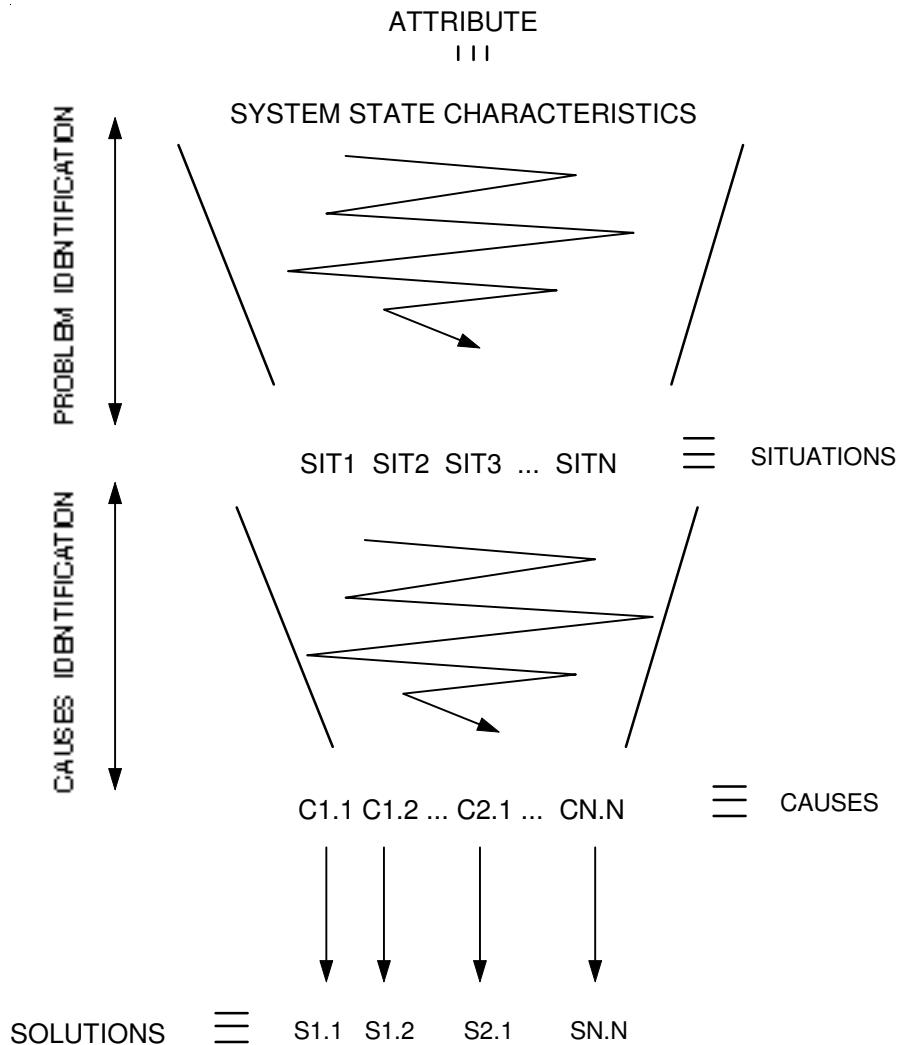 ATTRIBUTE
SYSTEM STATE CHARACTERISTICS
PROBLEM IDENTIFICATION
SIT1 SIT2 SIT3 ... SITN
SITUATIONS
CAUSES IDENTIFICATION
C1.1 C1.2 ... C2.1 ... CN.N
CAUSES
SOLUTIONS
S1.1 S1.2 S2.1 SN.N